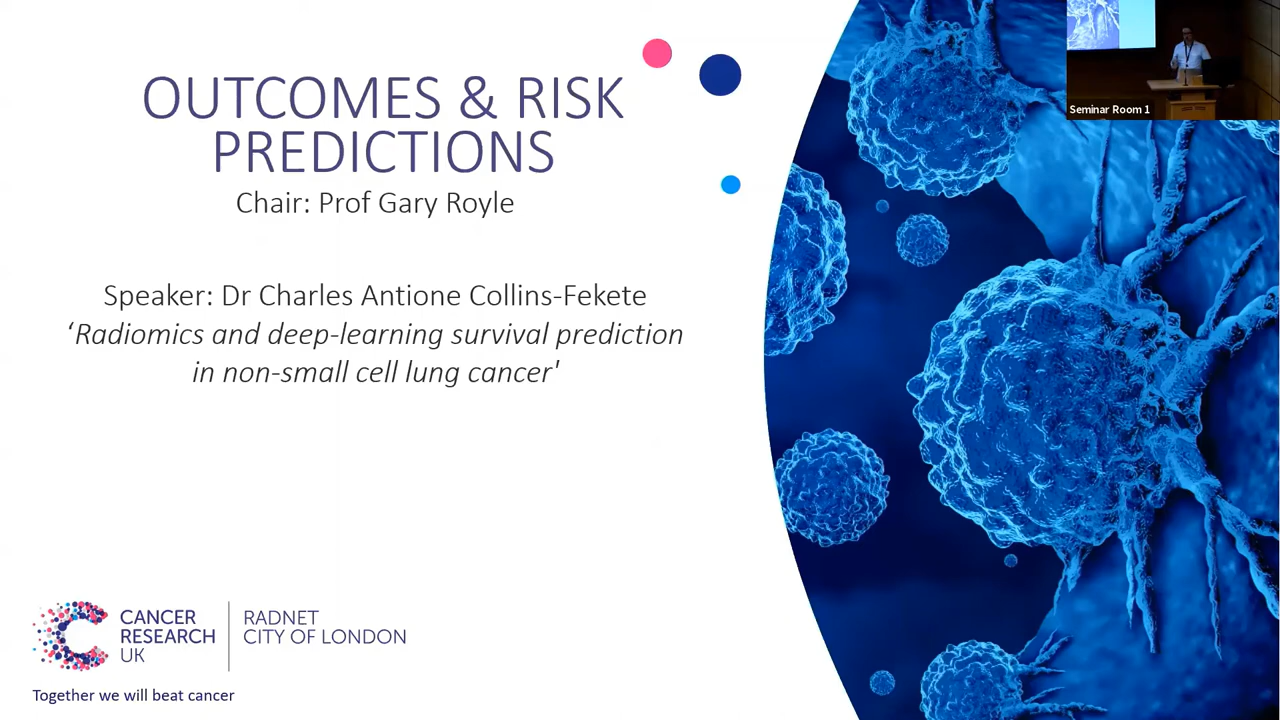 OUTCOMES & RISK
PREDICTIONS
Chair: Prof Gary Royle
Speaker: Dr Charles Antione Collins-Fekete
‘Radiomics and deep-learning survival prediction
in non-small cell lung cancer'
CANCER
RESEARCH
UK
RADNET
CITY OF LONDON
Together we will beat cancer
Seminar Room 1